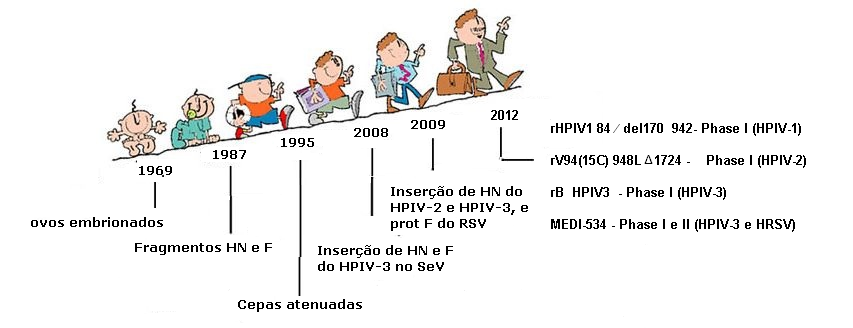 1969
ovos embrionados
1987
Fragmentos HN e F
1995
Cepas atenuadas
2008
Inserção de HN e F
do HPIV-3 no SeV
2009
Inserção de HN do
HPIV-2 e HPIV-3, e
prot F do RSV
2012
rHPIV1 84 / del170 942- Phase I (HPIV-1)
rV94(15C) 948L Δ1724 - Phase I (HPIV-2)
rB HPIV3 - Phase I (HPIV-3)
MEDI-534 - Phase I e II (HPIV-3 e HRSV)